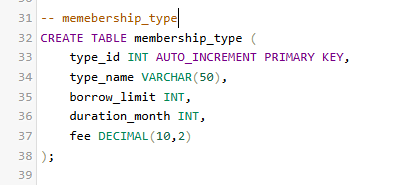 31 -- memebership_type
32 CREATE TABLE membership_type (
33 type_id INT AUTO_INCREMENT PRIMARY KEY,
34 type_name VARCHAR(50),
35 borrow_limit INT,
36 duration_month INT,
37 fee DECIMAL(10,2)
38 );
39